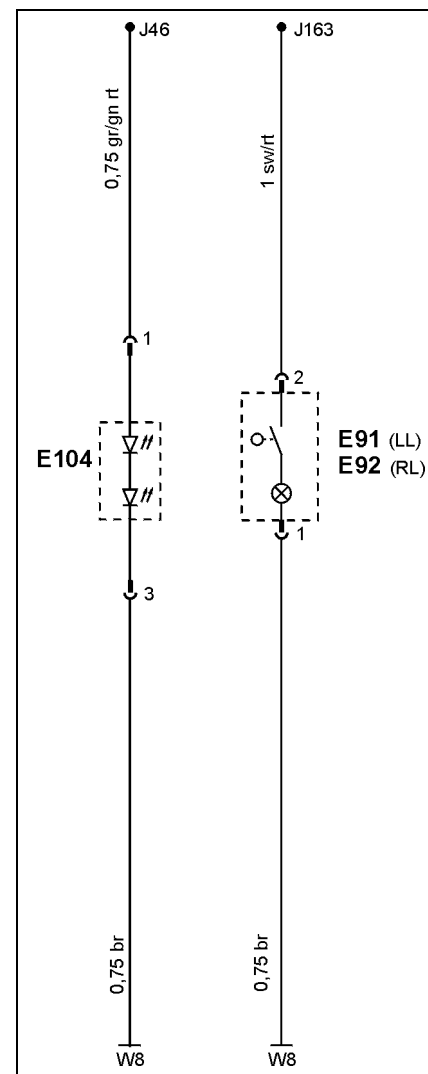 J46
J163
0,75 gr/gn rt
1 sw/rt
1
2
E104
E91 (LL)
E92 (RL)
1
3
0,75 br
0,75 br
W8
W8